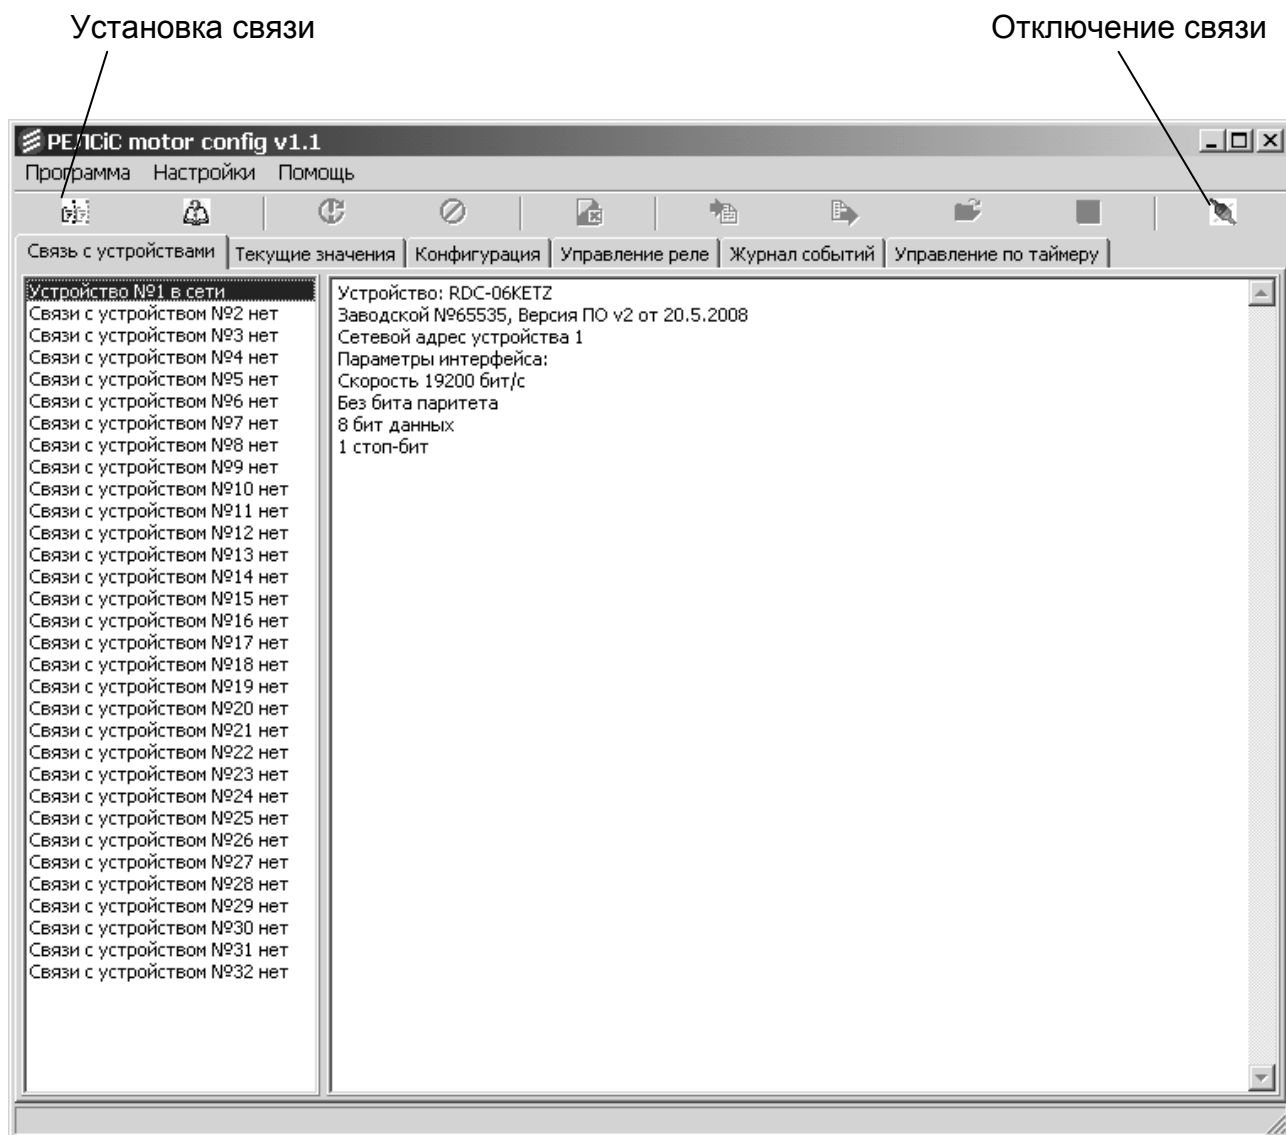 Установка связи
Отключение связи
РЕЛСiС motor config v1.1
Программа Настройки Помощь
Связь с устройствами Текущие значения Конфигурация Управление реле Журнал событий Управление по таймеру
Устройство №1 в сети
Связи с устройством №2 нет
Связи с устройством №3 нет
Связи с устройством №4 нет
Связи с устройством №5 нет
Связи с устройством №6 нет
Связи с устройством №7 нет
Связи с устройством №8 нет
Связи с устройством №9 нет
Связи с устройством №10 нет
Связи с устройством №11 нет
Связи с устройством №12 нет
Связи с устройством №13 нет
Связи с устройством №14 нет
Связи с устройством №15 нет
Связи с устройством №16 нет
Связи с устройством №17 нет
Связи с устройством №18 нет
Связи с устройством №19 нет
Связи с устройством №20 нет
Связи с устройством №21 нет
Связи с устройством №22 нет
Связи с устройством №23 нет
Связи с устройством №24 нет
Связи с устройством №25 нет
Связи с устройством №26 нет
Связи с устройством №27 нет
Связи с устройством №28 нет
Связи с устройством №29 нет
Связи с устройством №30 нет
Связи с устройством №31 нет
Связи с устройством №32 нет
Устройство: RDC-06KETZ
Заводской №65535, Версия ПО v2 от 20.5.2008
Сетевой адрес устройства 1
Параметры интерфейса:
Скорость 19200 бит/с
Без бита паритета
8 бит данных
1 стоп-бит